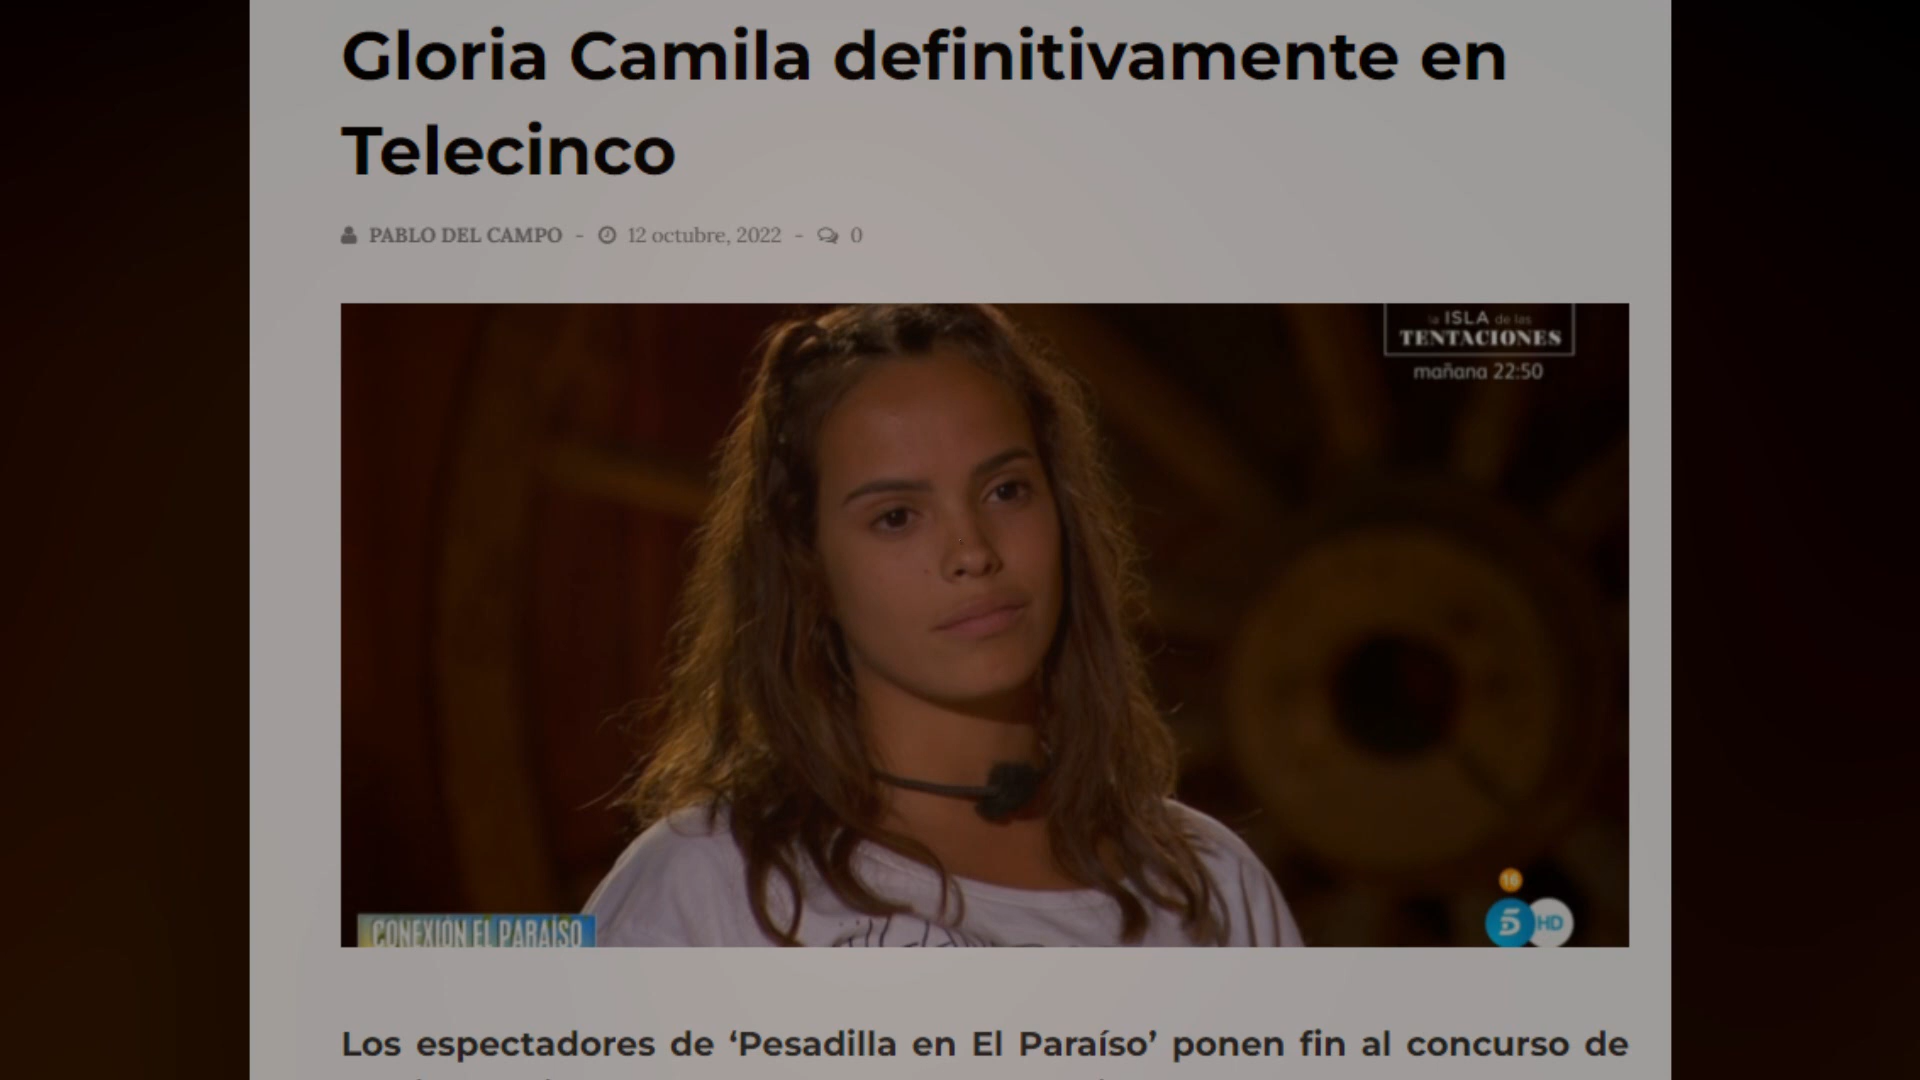 Gloria Camila definitivamente en
Telecinco
PABLO DEL CAMPO - 12 octubre, 2022 - 0
la ISLA de las
TENTACIONES
mañana 22:50
16
5 HD
CONEXIÓN EL PARAÍSO
Los espectadores de ‘Pesadilla en El Paraíso’ ponen fin al concurso de